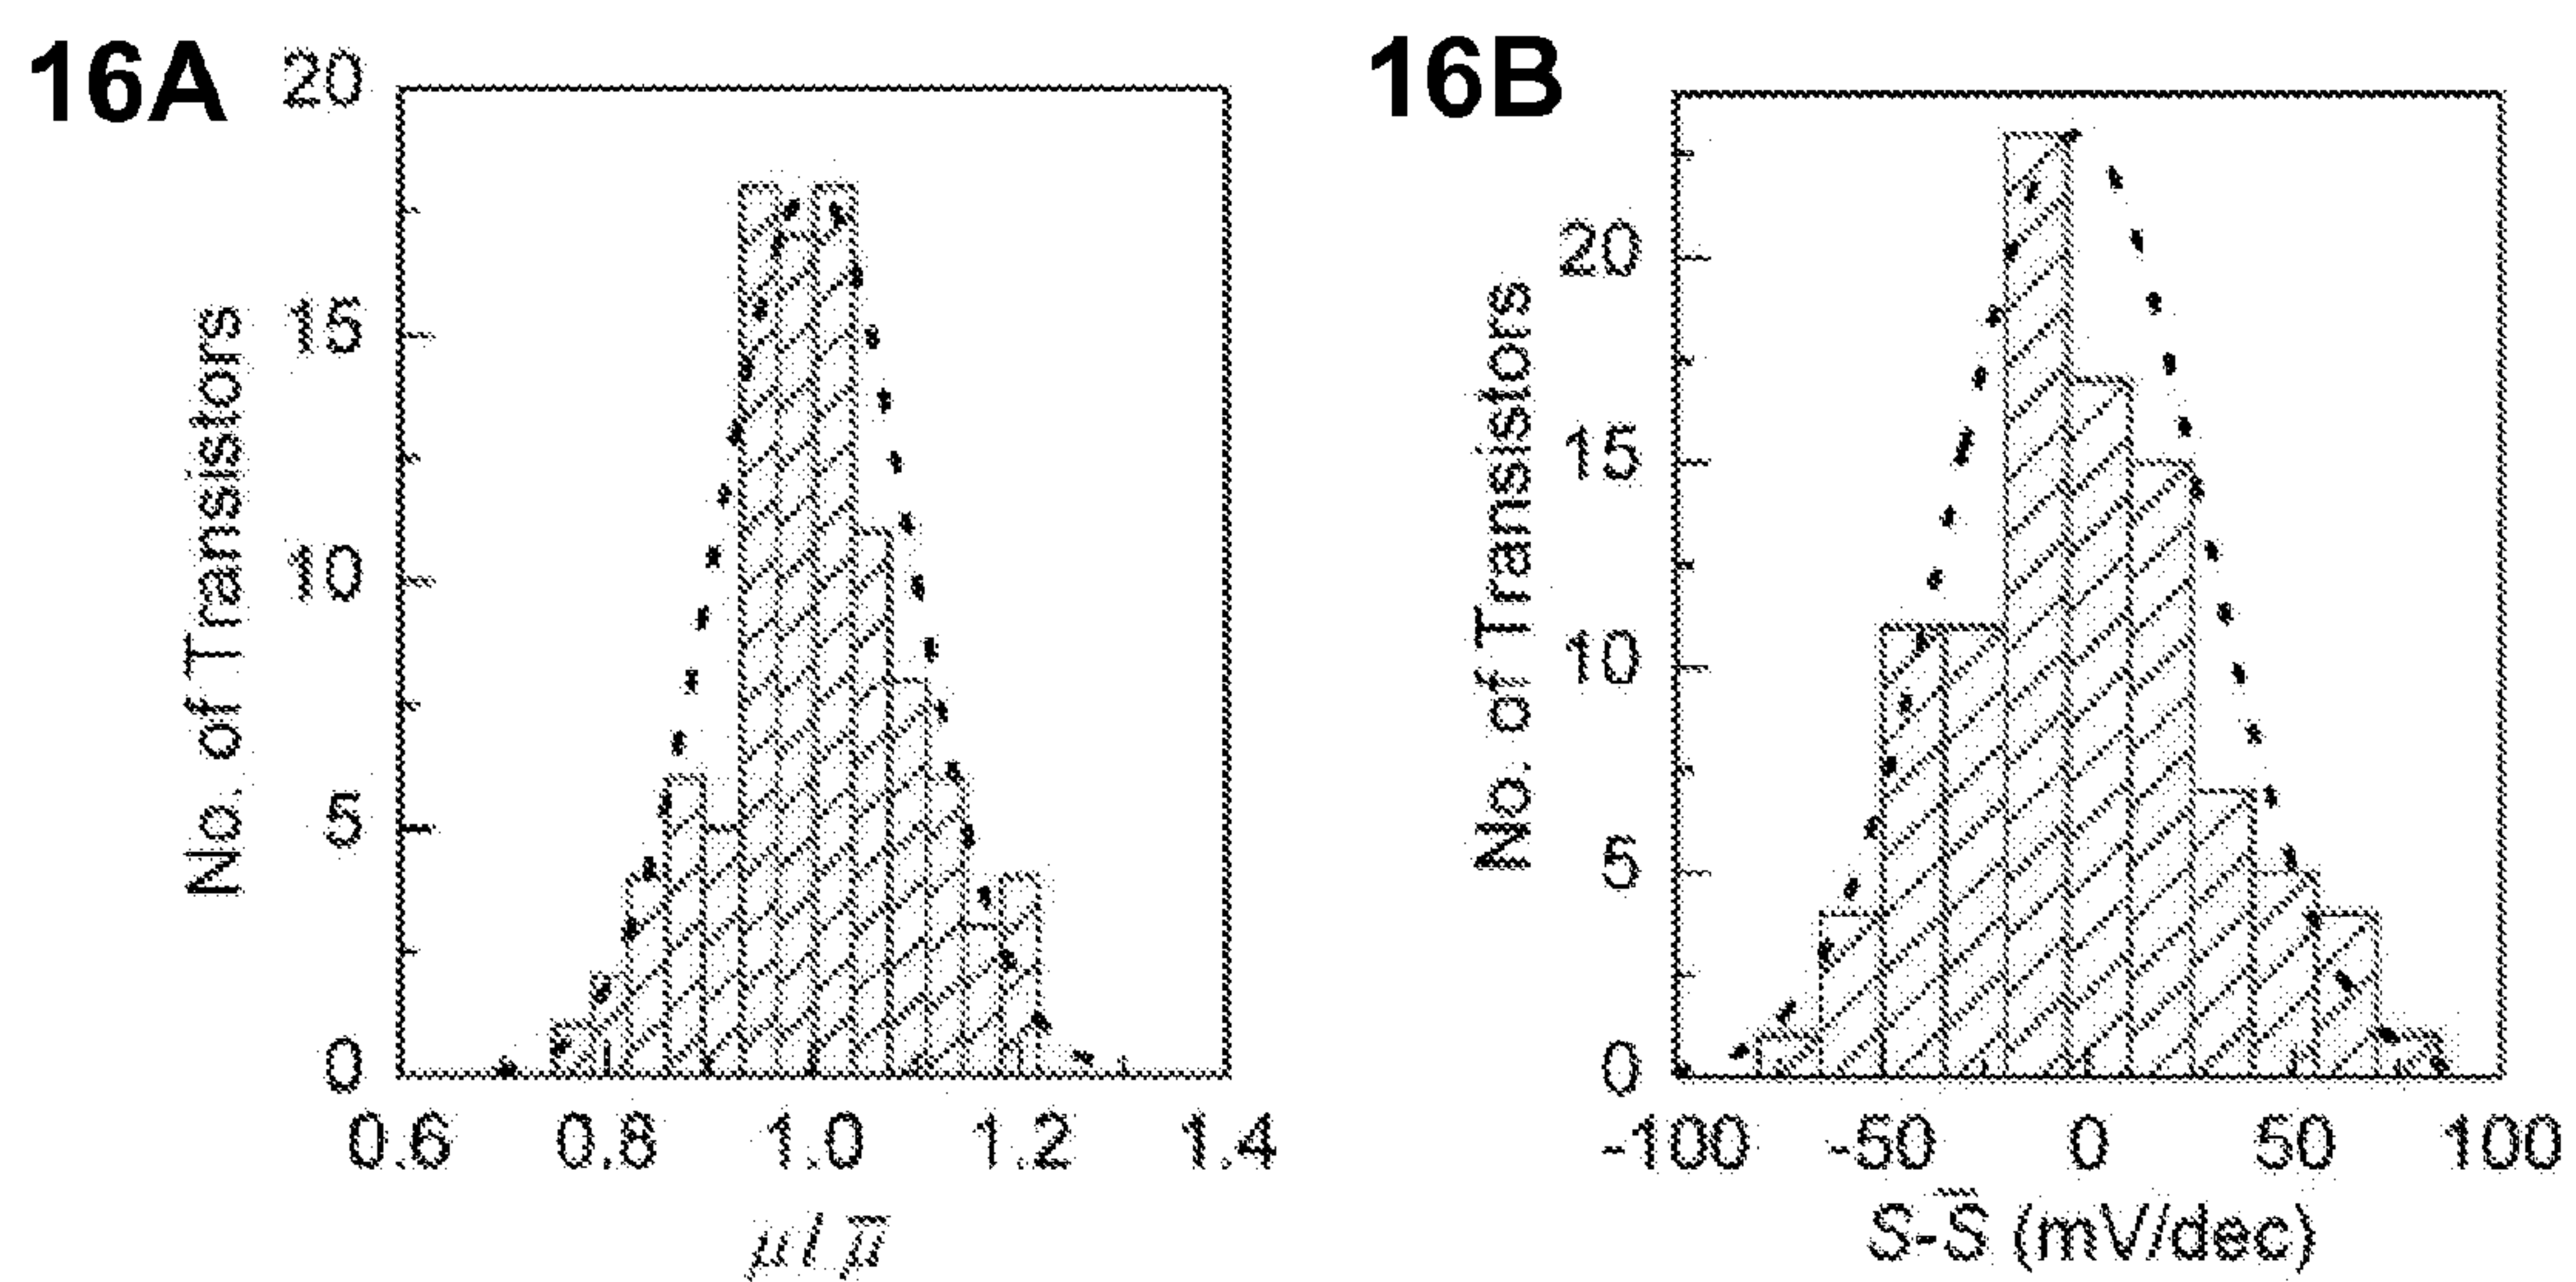 16A
20
15
10
5
0
No. of Transistors
0.6 0.8 1.0 1.2 1.4
μ/μ̅
16B
20
15
10
5
0
No. of Transistors
-100 -50 0 50 100
S-S̅ (mV/dec)